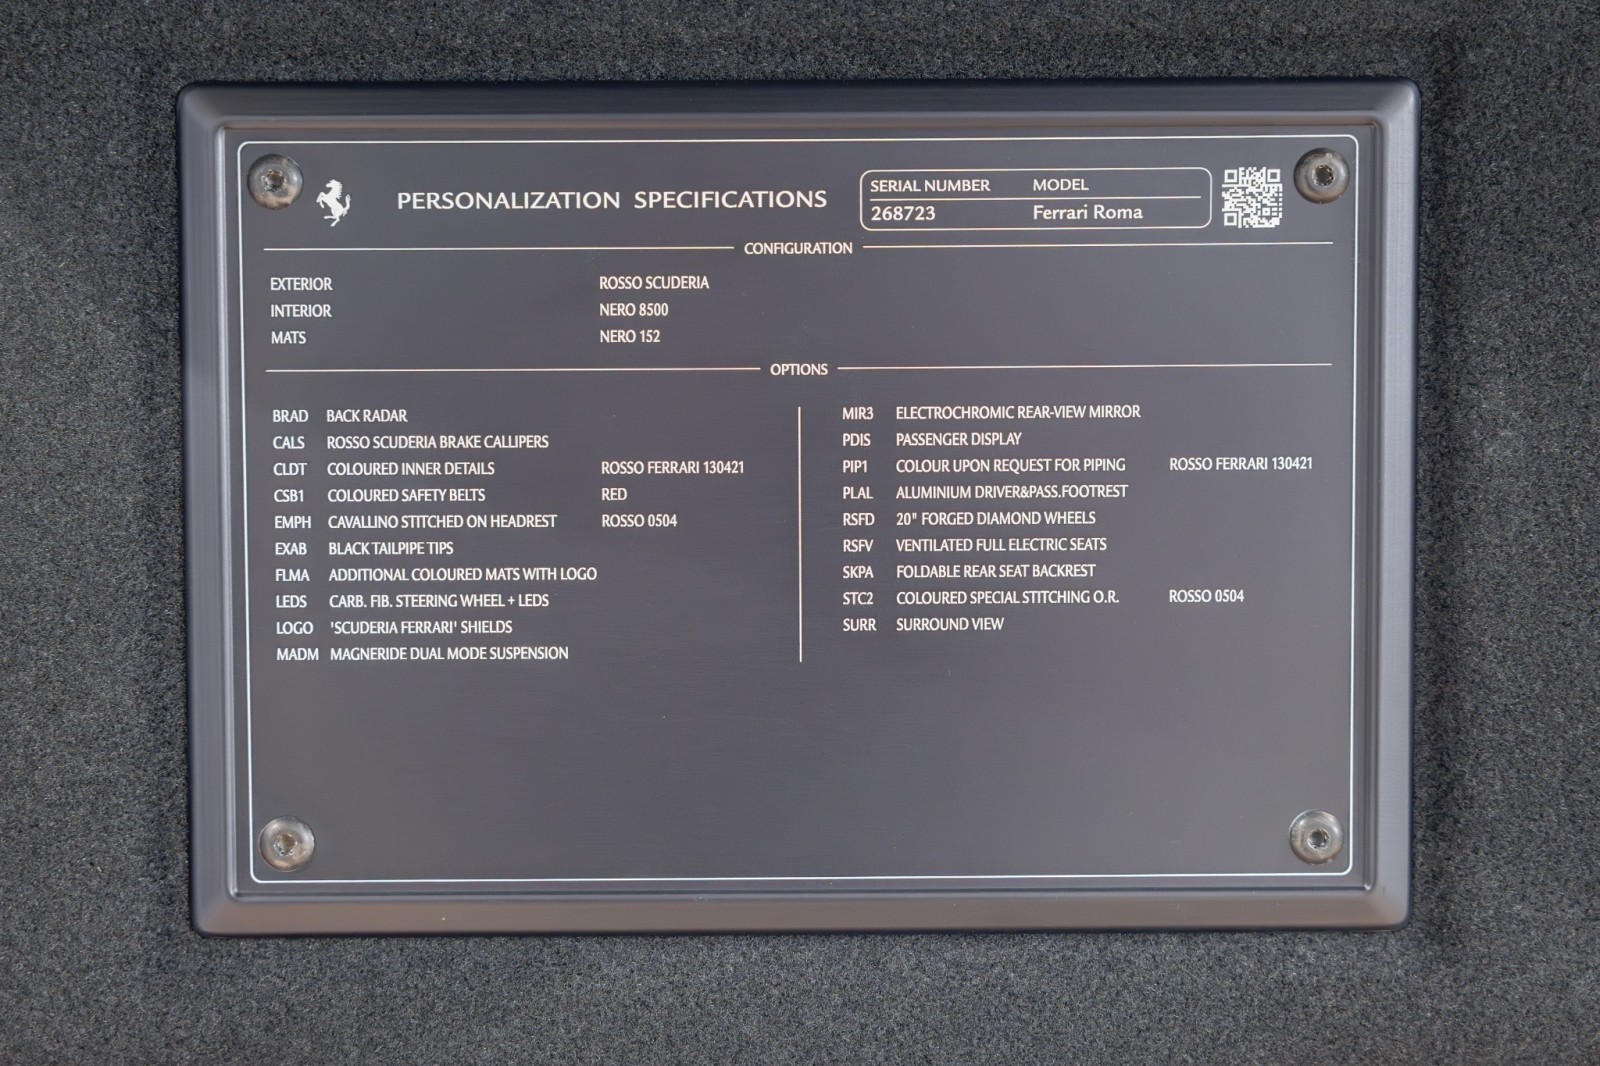 PERSONALIZATION SPECIFICATIONS
SERIAL NUMBER MODEL
268723 Ferrari Roma
CONFIGURATION
EXTERIOR ROSSO SCUDERIA
INTERIOR NERO 8500
MATS NERO 152
OPTIONS
BRAD BACK RADAR
CALS ROSSO SCUDERIA BRAKE CALLIPERS
CLDT COLOURED INNER DETAILS ROSSO FERRARI 130421
CSB1 COLOURED SAFETY BELTS RED
EMPH CAVALLINO STITCHED ON HEADREST ROSSO 0504
EXAB BLACK TAILPIPE TIPS
FLMA ADDITIONAL COLOURED MATS WITH LOGO
LEDS CARB. FIB. STEERING WHEEL + LEDS
LOGO 'SCUDERIA FERRARI' SHIELDS
MADM MAGNERIDE DUAL MODE SUSPENSION
MIR3 ELECTROCHROMIC REAR-VIEW MIRROR
PDIS PASSENGER DISPLAY
PIP1 COLOUR UPON REQUEST FOR PIPING ROSSO FERRARI 130421
PLAL ALUMINIUM DRIVER&PASS.FOOTREST
RSFD 20" FORGED DIAMOND WHEELS
RSFV VENTILATED FULL ELECTRIC SEATS
SKPA FOLDABLE REAR SEAT BACKREST
STC2 COLOURED SPECIAL STITCHING O.R. ROSSO 0504
SURR SURROUND VIEW